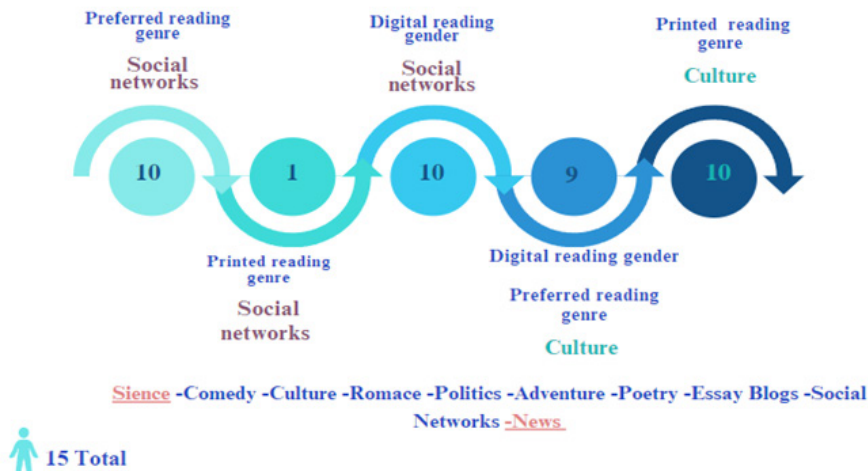 Preferred reading
genre
Social
networks
Digital reading
gender
Social
networks
Printed reading
genre
Culture
10
1
10
9
10
Printed reading
genre
Social
networks
Digital reading gender
Preferred reading
genre
Culture
Sience -Comedy -Culture -Romace -Politics -Adventure -Poetry -Essay Blogs -Social
Networks -News
15 Total